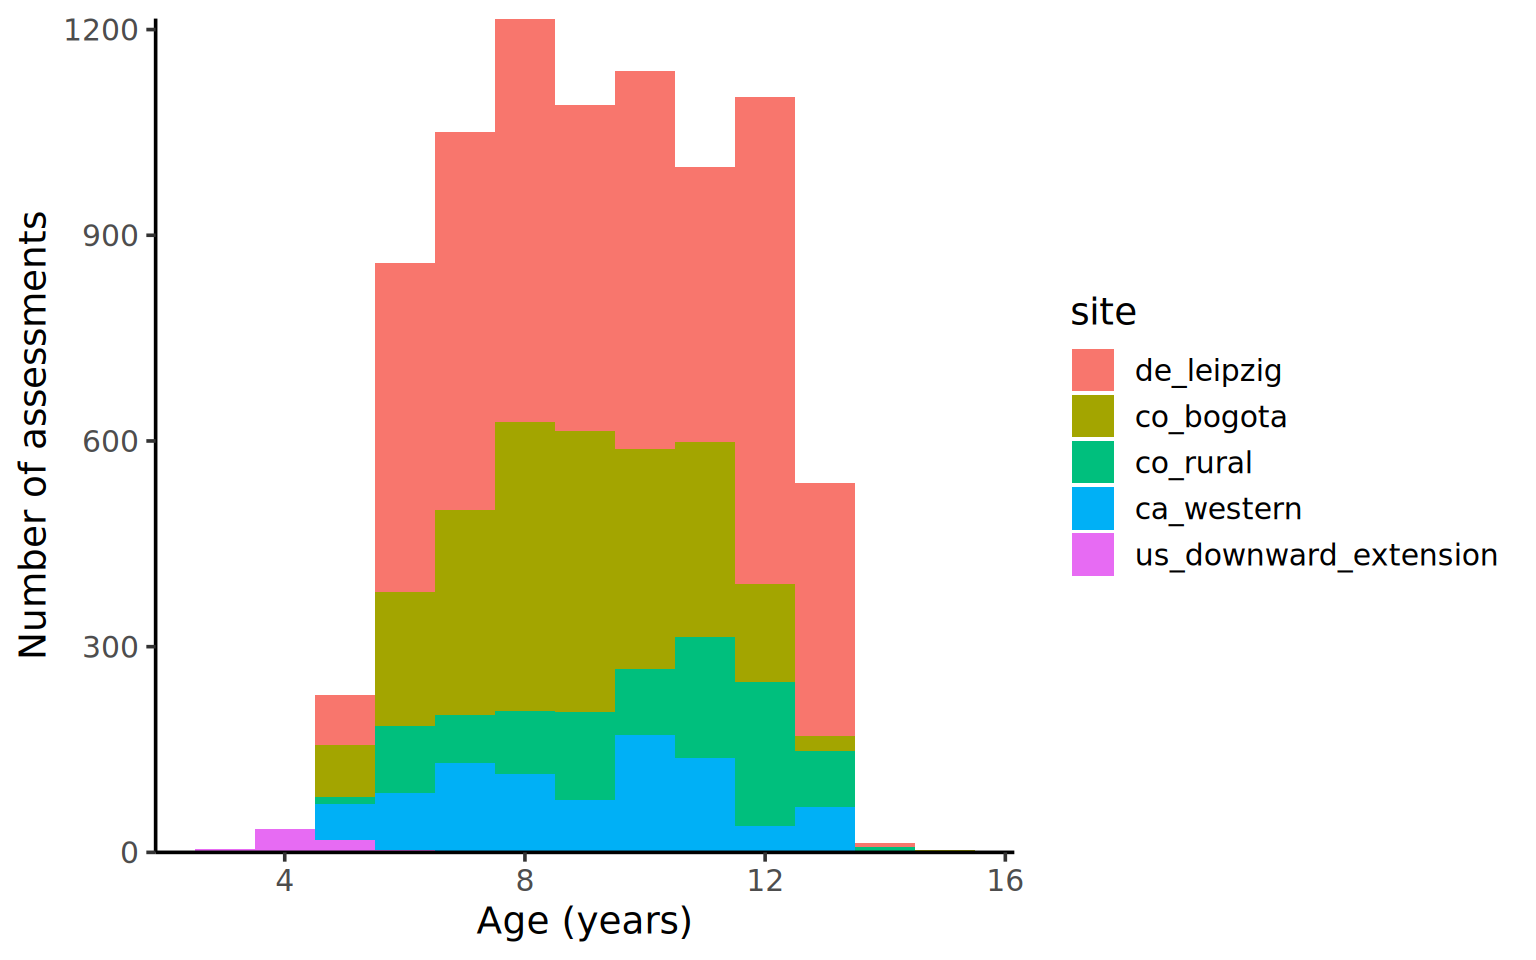 1200
900
600
300
0
Number of assessments
4
8
12
16
Age (years)
site
de_leipzig
co_bogota
co_rural
ca_western
us_downward_extension